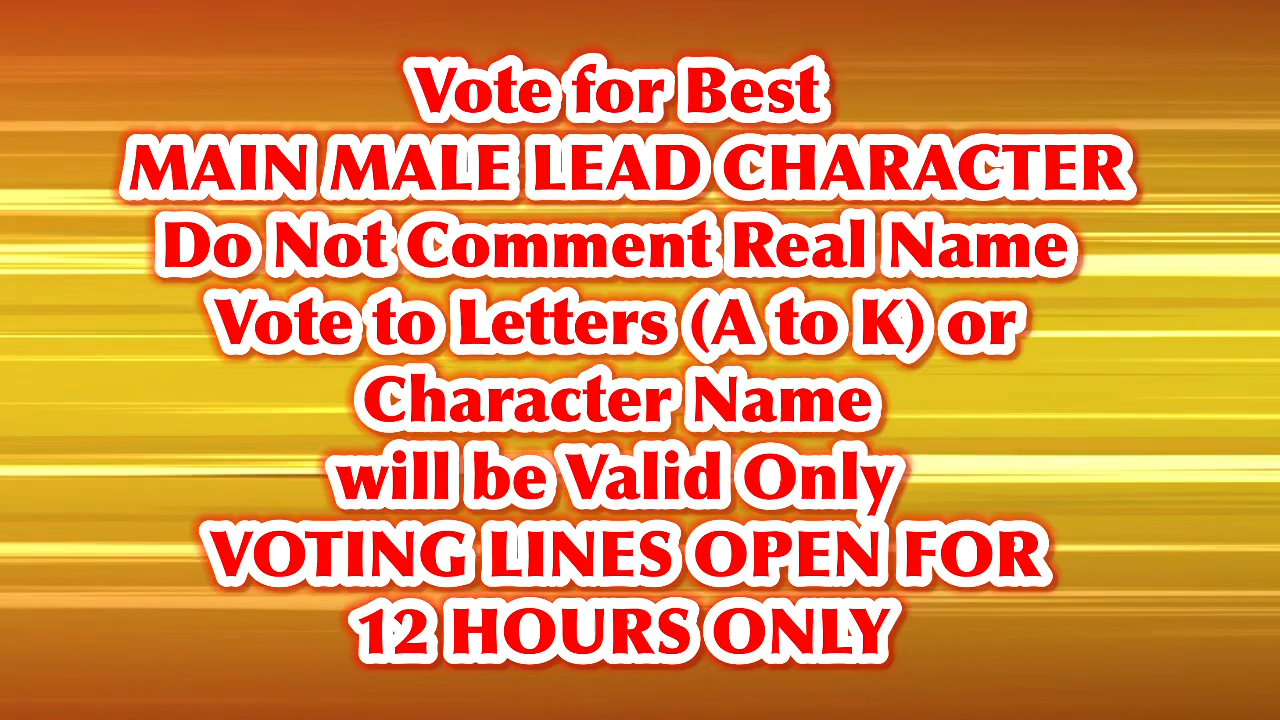 Vote for Best
MAIN MALE LEAD CHARACTER
Do Not Comment Real Name
Vote to Letters (A to K) or
Character Name
will be Valid Only
VOTING LINES OPEN FOR
12 HOURS ONLY